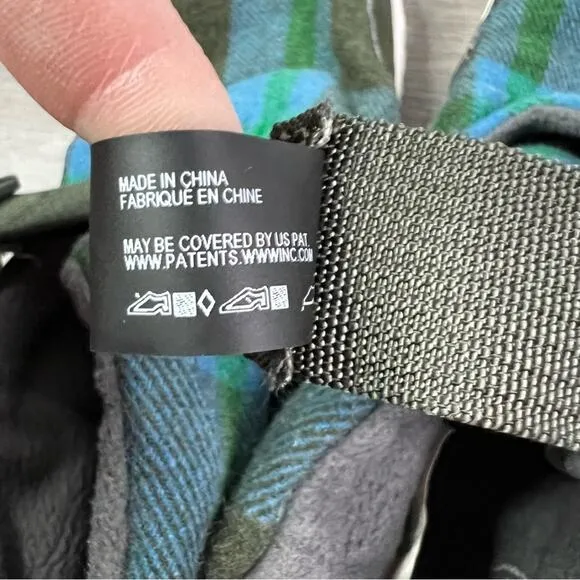 MADE IN CHINA
FABRIQUÉ EN CHINE
MAY BE COVERED BY US PAT.
WWW.PATENTS.WWWINC.COM